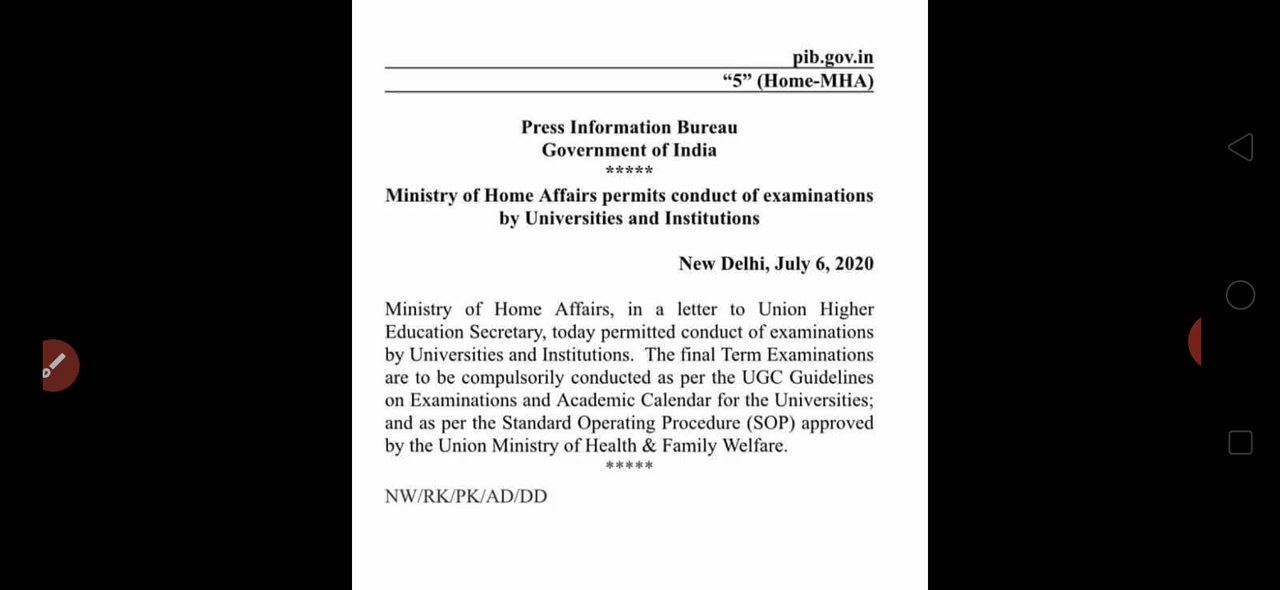 pib.gov.in
“5” (Home-MHA)
Press Information Bureau
Government of India
*****
Ministry of Home Affairs permits conduct of examinations
by Universities and Institutions
New Delhi, July 6, 2020
Ministry of Home Affairs, in a letter to Union Higher
Education Secretary, today permitted conduct of examinations
by Universities and Institutions. The final Term Examinations
are to be compulsorily conducted as per the UGC Guidelines
on Examinations and Academic Calendar for the Universities;
and as per the Standard Operating Procedure (SOP) approved
by the Union Ministry of Health & Family Welfare.
*****
NW/RK/PK/AD/DD